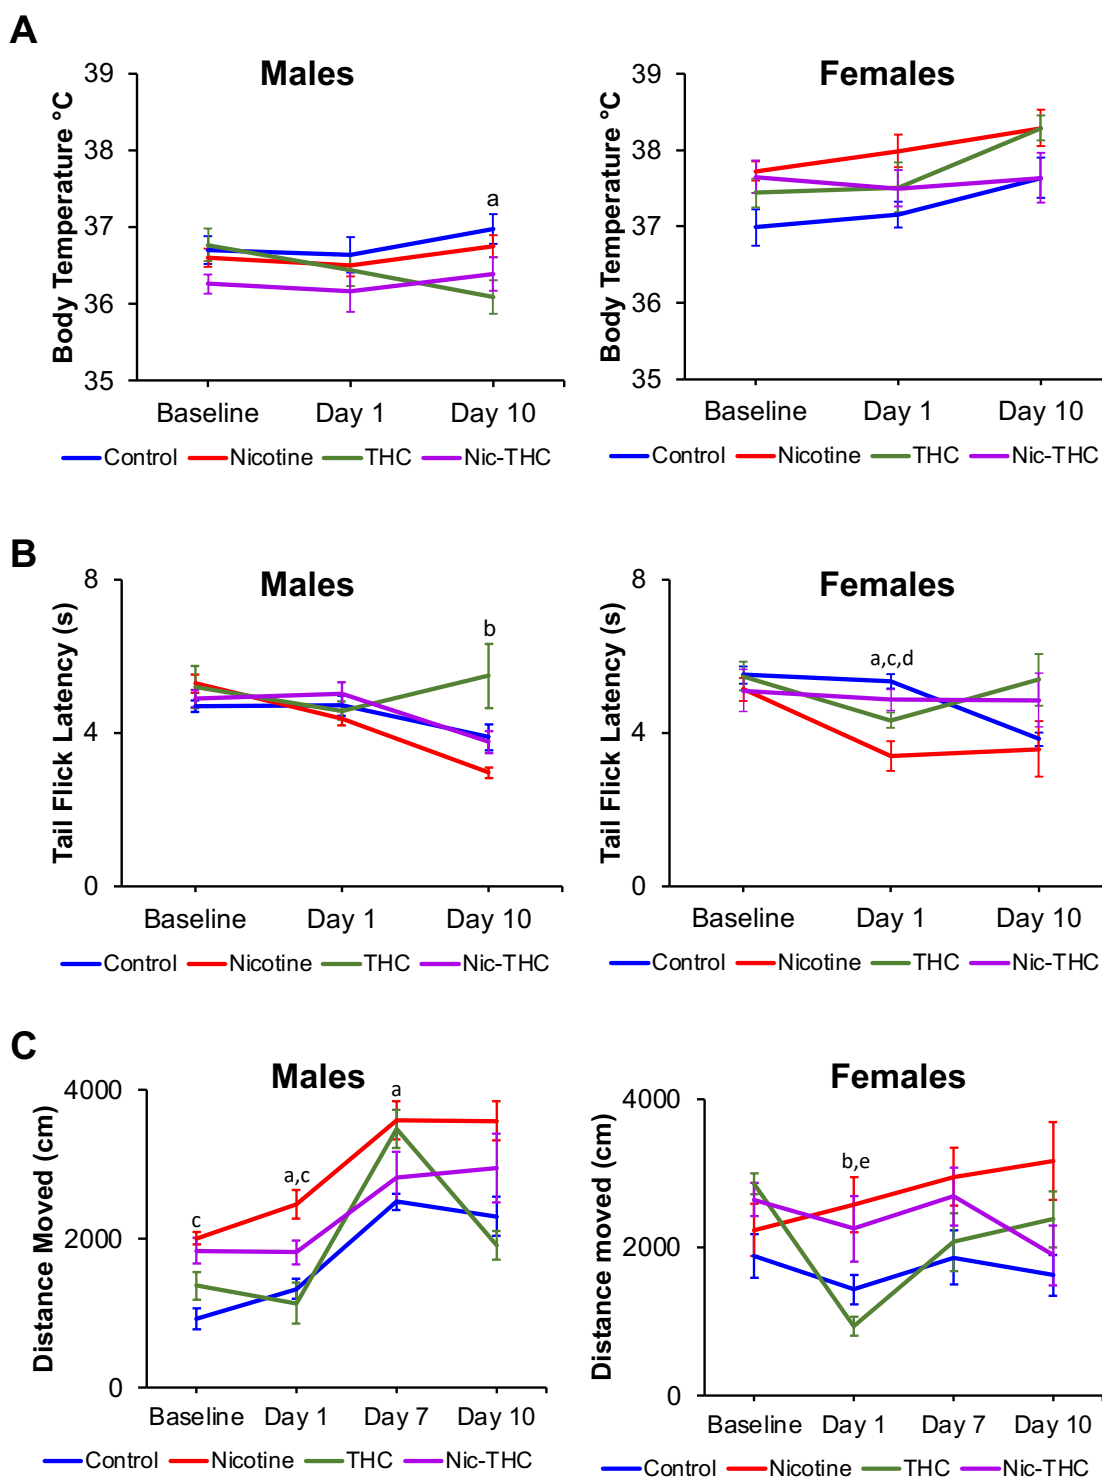 A
Males
Body Temperature °C
39
38
37
36
35
a
Baseline Day 1 Day 10
Control Nicotine THC Nic-THC
Females
Body Temperature °C
39
38
37
36
35
Baseline Day 1 Day 10
Control Nicotine THC Nic-THC
B
Males
Tail Flick Latency (s)
8
4
0
b
Baseline Day 1 Day 10
Control Nicotine THC Nic-THC
Females
Tail Flick Latency (s)
8
4
0
a,c,d
Baseline Day 1 Day 10
Control Nicotine THC Nic-THC
C
Males
Distance Moved (cm)
4000
2000
0
c
a,c
a
Baseline Day 1 Day 7 Day 10
Control Nicotine THC Nic-THC
Females
Distance moved (cm)
4000
2000
0
b,e
Baseline Day 1 Day 7 Day 10
Control Nicotine THC Nic-THC